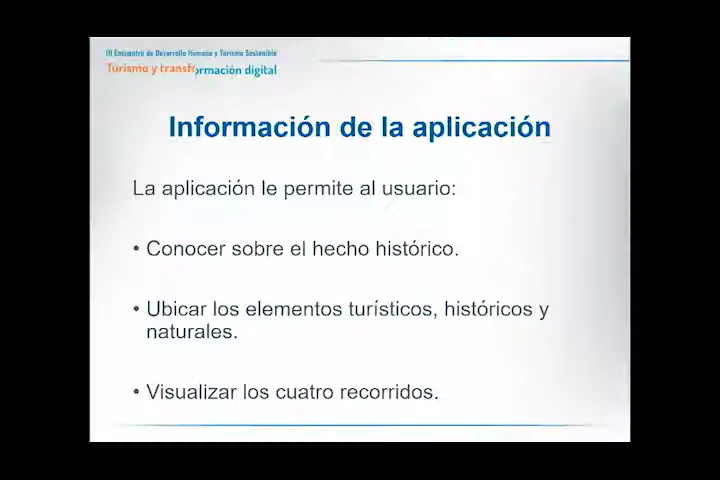 III Encuentro de Desarrollo Humano y Turismo Sostenible
Turismo y transformación digital
Información de la aplicación
La aplicación le permite al usuario:
• Conocer sobre el hecho histórico.
• Ubicar los elementos turísticos, históricos y
naturales.
• Visualizar los cuatro recorridos.